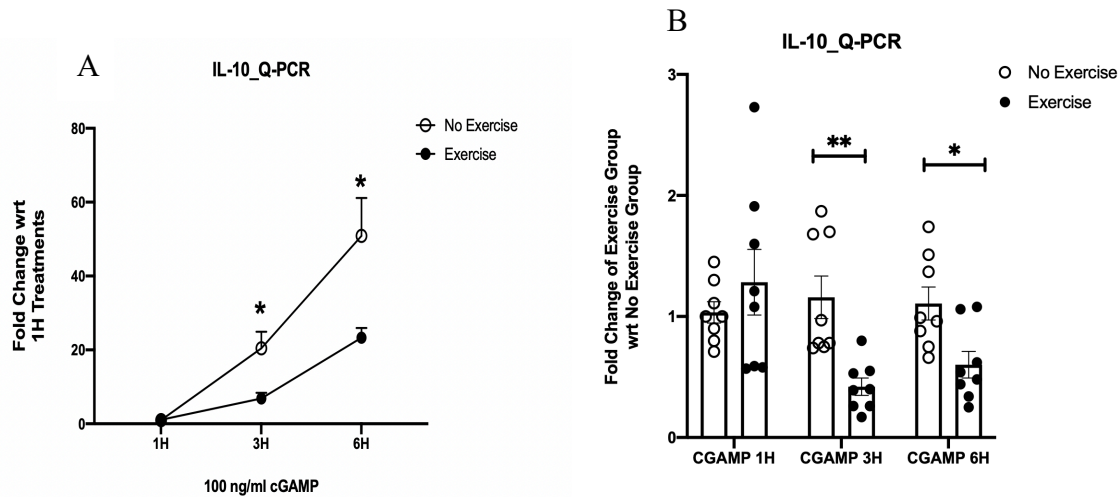 A
IL-10_Q-PCR
No Exercise
Exercise
Fold Change wrt
1H Treatments
80
60
40
20
0
*
*
1H 3H 6H
100 ng/ml cGAMP
B
IL-10_Q-PCR
No Exercise
Exercise
Fold Change of Exercise Group
wrt No Exercise Group
3
2
1
0
**
*
CGAMP 1H CGAMP 3H CGAMP 6H